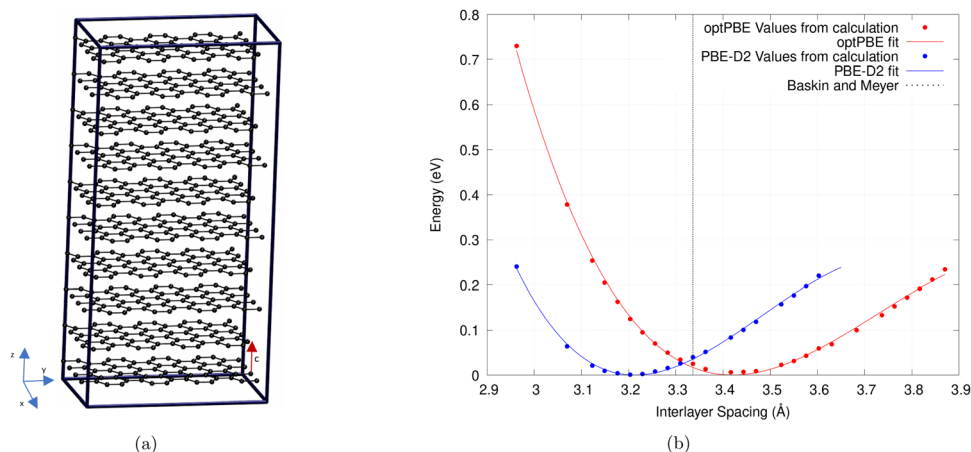 z
y
x
c
(a)
optPBE Values from calculation
optPBE fit
PBE-D2 Values from calculation
PBE-D2 fit
Baskin and Meyer
Energy (eV)
0.8
0.7
0.6
0.5
0.4
0.3
0.2
0.1
0
2.9 3 3.1 3.2 3.3 3.4 3.5 3.6 3.7 3.8 3.9
Interlayer Spacing (Å)
(b)